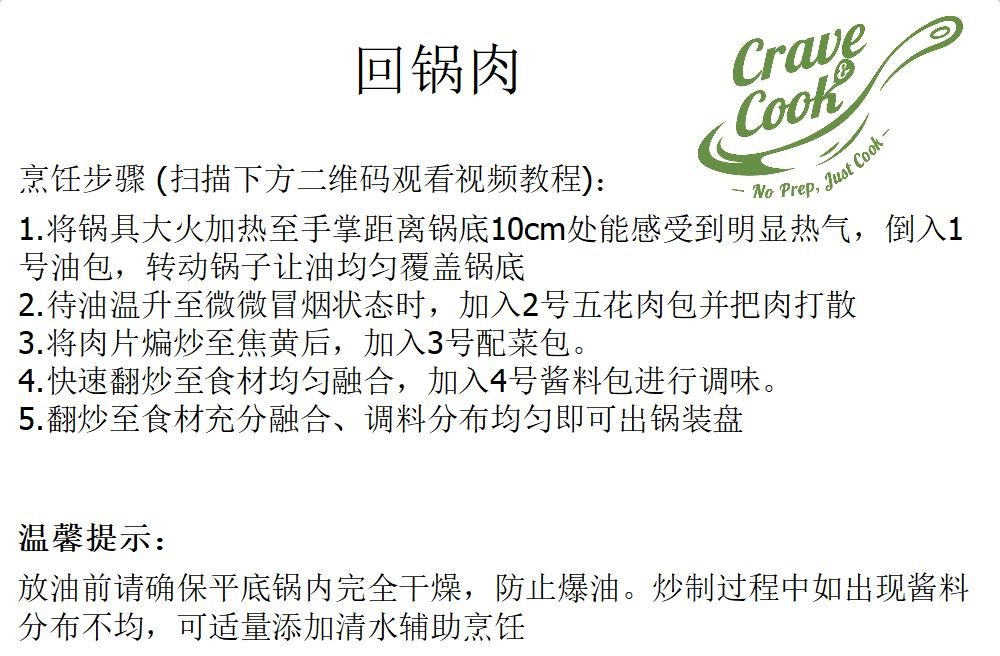 回锅肉
Crave
&
Cook
No Prep, Just Cook
烹饪步骤 (扫描下方二维码观看视频教程):
1.将锅具大火加热至手掌距离锅底10cm处能感受到明显热气，倒入1
号油包，转动锅子让油均匀覆盖锅底
2.待油温升至微微冒烟状态时，加入2号五花肉包并把肉打散
3.将肉片煸炒至焦黄后，加入3号配菜包。
4.快速翻炒至食材均匀融合，加入4号酱料包进行调味。
5.翻炒至食材充分融合、调料分布均匀即可出锅装盘
温馨提示：
放油前请确保平底锅内完全干燥，防止爆油。炒制过程中如出现酱料
分布不均，可适量添加清水辅助烹饪